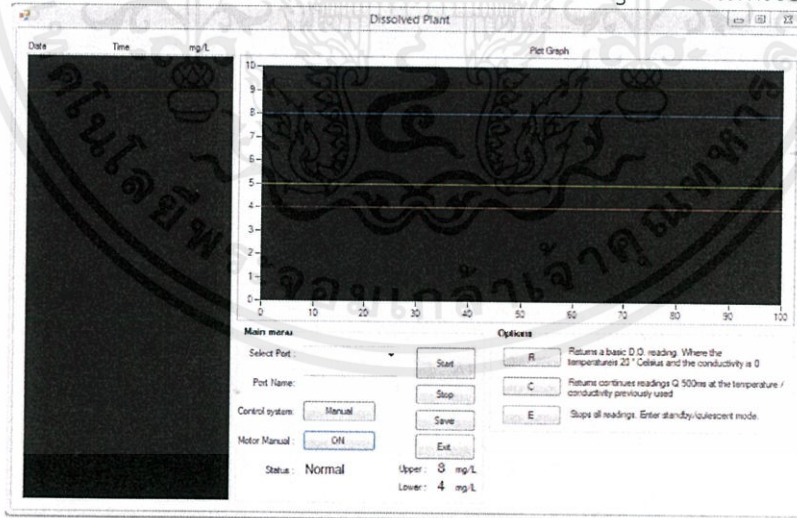 Dissolved Plant
Date Time mg/L
Plot Graph
10
9
8
7
6
5
4
3
2
1
0
0 10 20 30 40 50 60 70 80 90 100
Main menu
Select Port :
Port Name:
Control system: Manual
Motor Manual : ON
Status : Normal
Start
Stop
Save
Exit
Upper : 8 mg/L
Lower : 4 mg/L
Options
R Returns a basic D.O. reading. Where the
temperatureis 20 ° Celsius and the conductivity is 0
C Returns continues readings Q 500ms at the temperature /
conductivity previously used
E Stops all readings. Enter standby/quiescent mode.